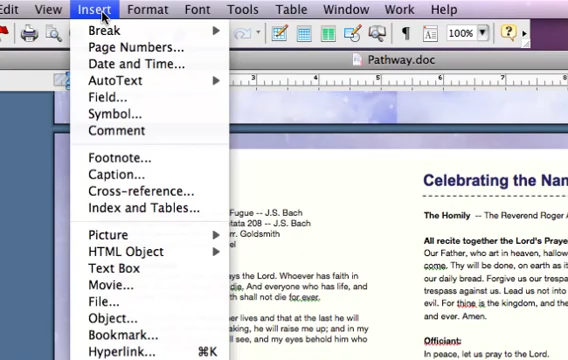 Edit View Insert Format Font Tools Table Window Work Help
Break
Page Numbers...
Date and Time...
AutoText
Field...
Symbol...
Comment
Footnote...
Caption...
Cross-reference...
Index and Tables...
Picture
HTML Object
Text Box
Movie...
File...
Object...
Bookmark...
Hyperlink... ⌘K
100%
Pathway.doc
3 4 5 6 7
Fugue -- J.S. Bach
tata 208 -- J.S. Bach
rr. Goldsmith
el
ys the Lord. Whoever has faith in
die. And everyone who has life, and
th shall not die for ever.
er lives and that at the last he will
aking, he will raise me up; and in my
ll see, and my eyes behold him who
Celebrating the Nam
The Homily -- The Reverend Roger A
All recite together the Lord's Praye
Our Father, who art in heaven, hallow
come. Thy will be done, on earth as it
our daily bread. Forgive us our trespa
trespass against us. Lead us not into
evil. For thine is the kingdom, and the
ever. Amen.
Officiant:
In peace, let us pray to the Lord.